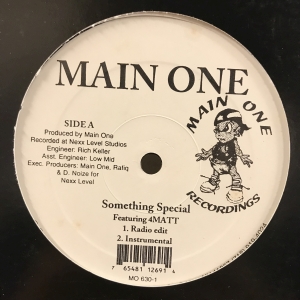 MAIN ONE
SIDE A
Produced by Main One
Recorded at Nexx Level Studios
Engineer: Rich Keller
Asst. Engineer: Low Mid
Exec. Producers: Main One, Rafiq
& D. Noize for
Nexx Level
MAIN ONE
RECORDINGS
Something Special
Featuring 4MATT
1. Radio edit
2. Instrumental
7 65481 12691 4
MO 630-1